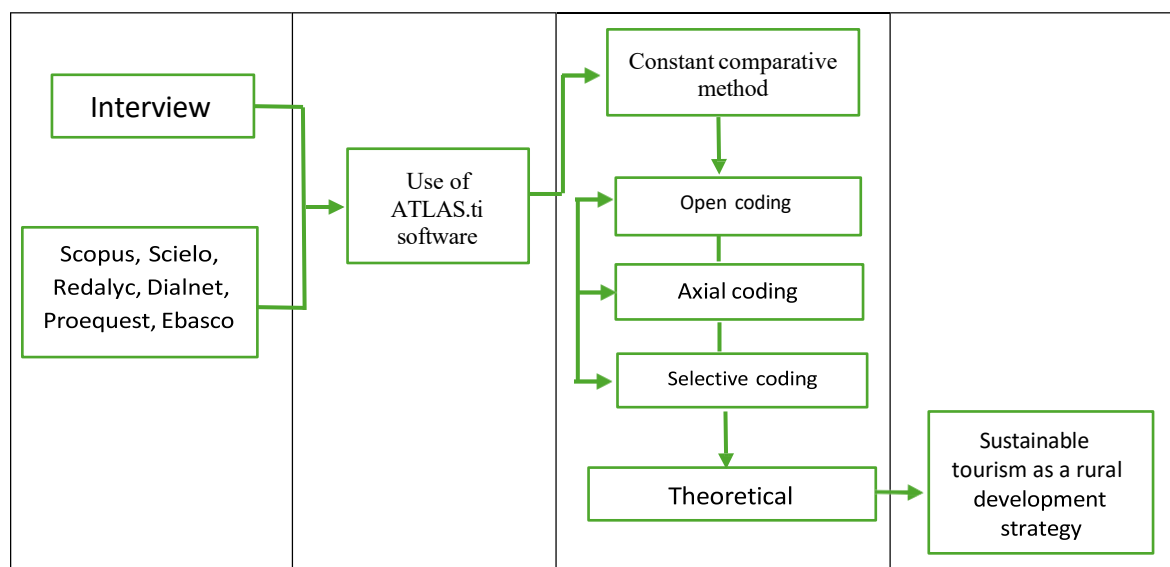 Interview
Scopus, Scielo,
Redalyc, Dialnet,
Proequest, Ebasco
Use of
ATLAS.ti
software
Constant comparative
method
Open coding
Axial coding
Selective coding
Theoretical
Sustainable
tourism as a rural
development
strategy